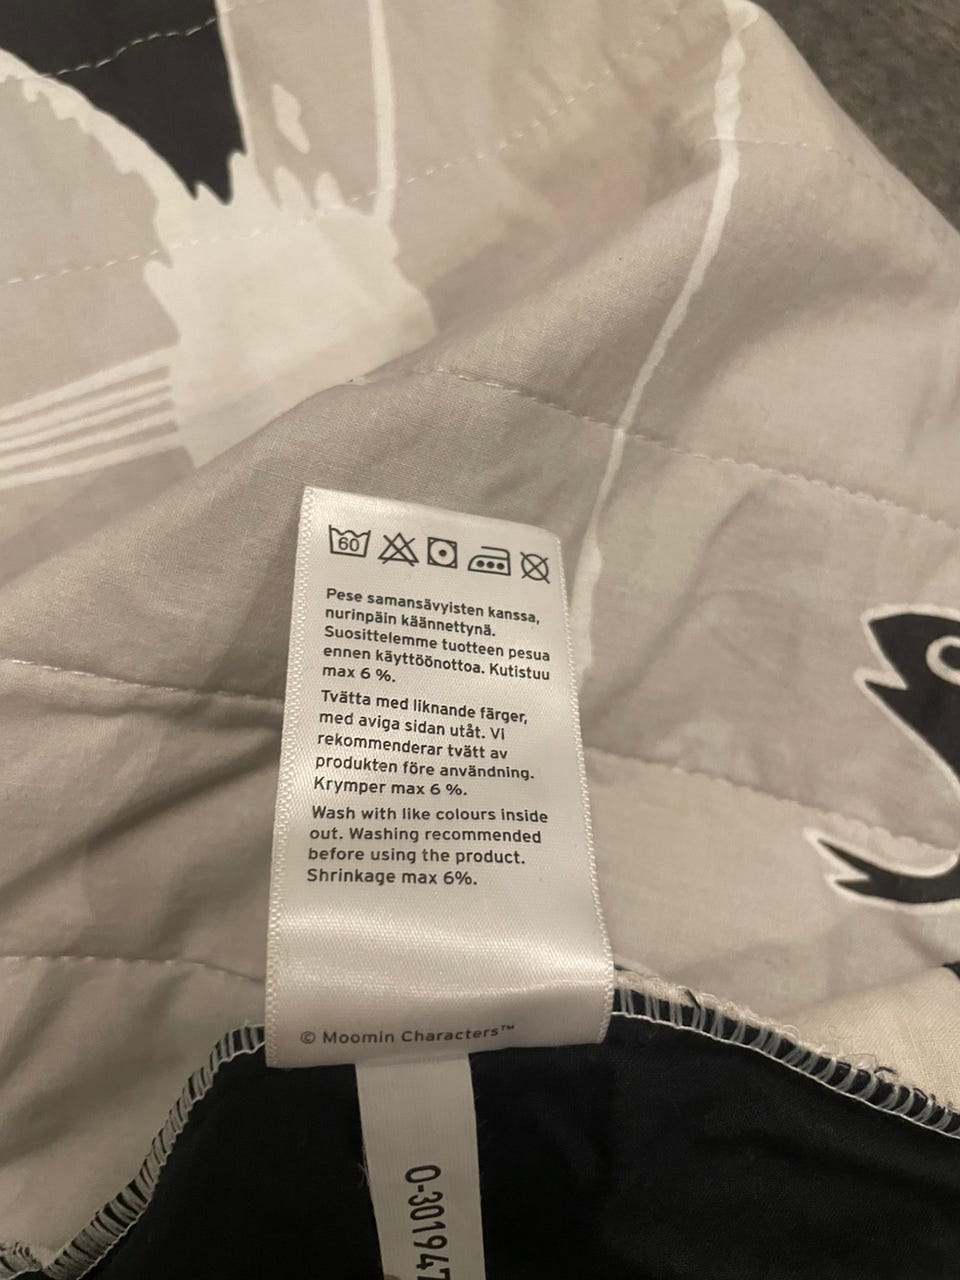 60
Pese samansävyisten kanssa,
nurinpäin käännettynä.
Suosittelemme tuotteen pesua
ennen käyttöönottoa. Kutistuu
max 6 %.
Tvätta med liknande färger,
med aviga sidan utåt. Vi
rekommenderar tvätt av
produkten före användning.
Krymper max 6 %.
Wash with like colours inside
out. Washing recommended
before using the product.
Shrinkage max 6%.
© Moomin Characters™
0-301947